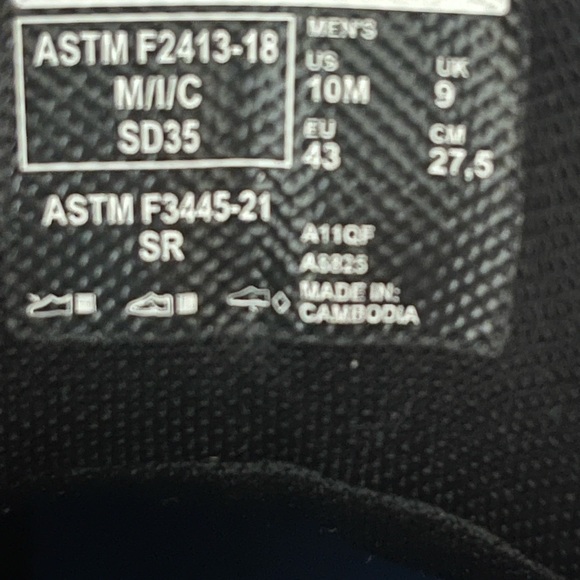 ASTM F2413-18
M/I/C
SD35
ASTM F3445-21
SR
MEN'S
US UK
10M 9
EU CM
43 27,5
A11QF
MADE IN:
CAMBODIA